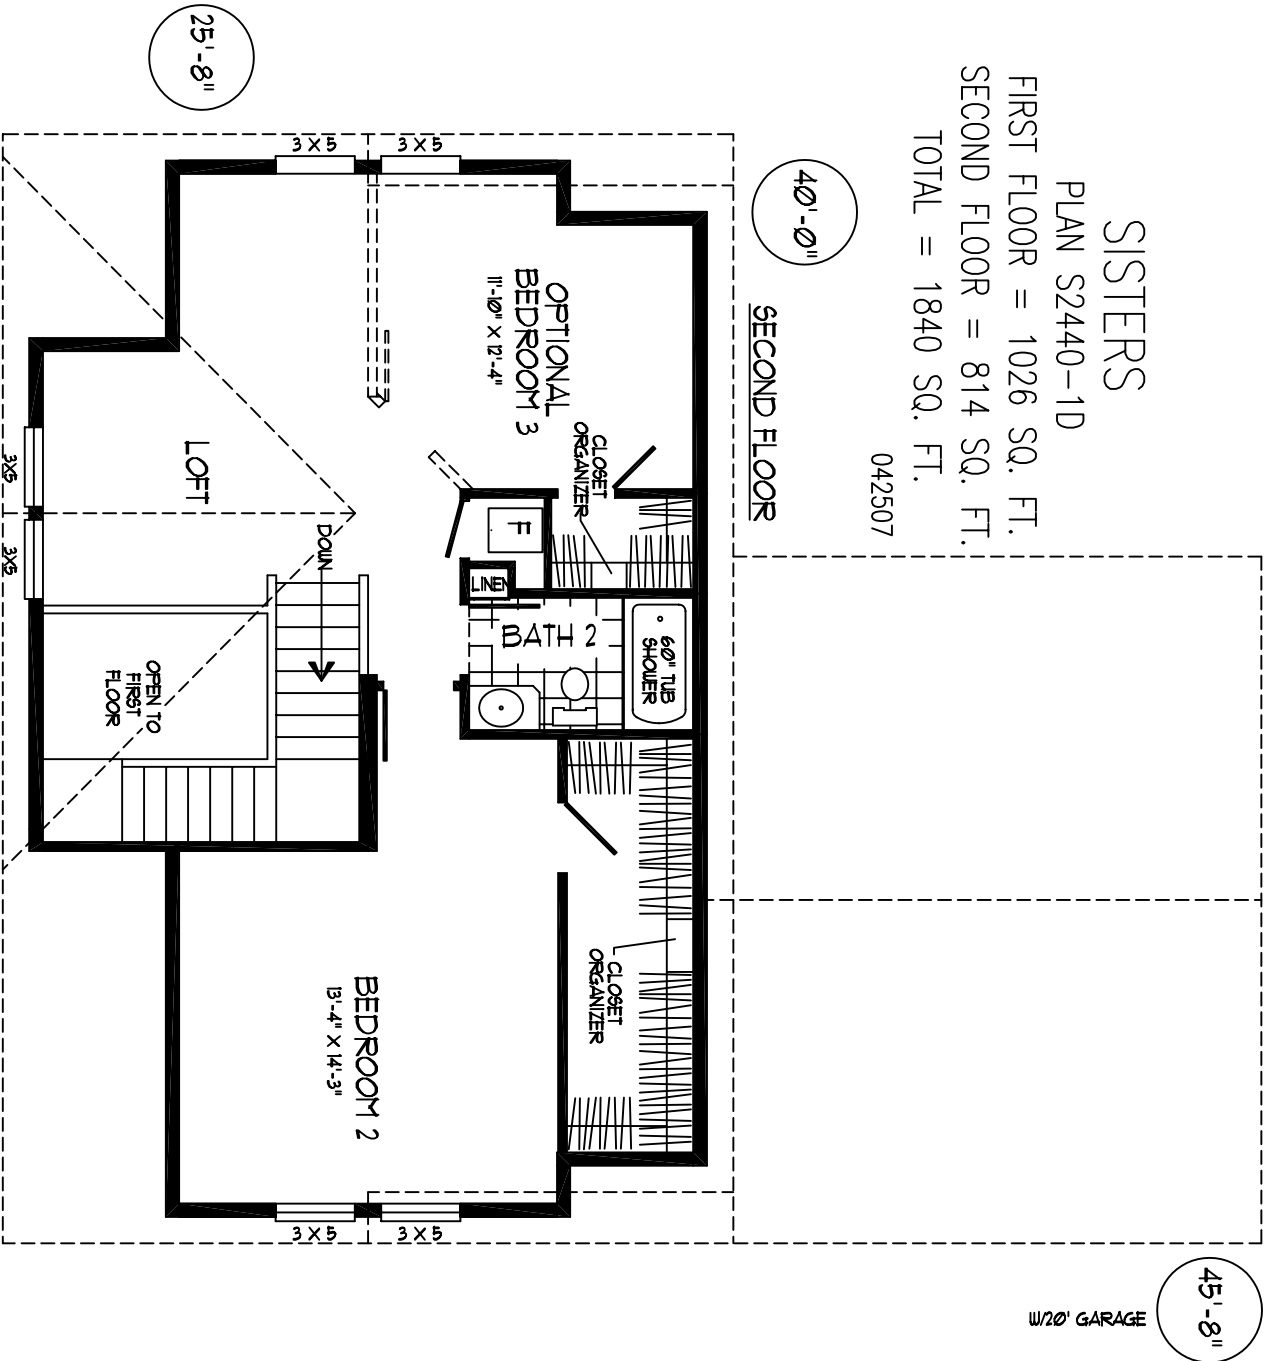 SISTERS
PLAN S2440-1D
FIRST FLOOR = 1026 SQ. FT.
SECOND FLOOR = 814 SQ. FT.
TOTAL = 1840 SQ. FT.
042507
25'-8"
40'-0"
45'-8"
W/20' GARAGE
SECOND FLOOR
3 X 5
3 X 5
OPTIONAL
BEDROOM 3
11'-10" X 12'-4"
CLOSET
ORGANIZER
F
LINEN
BATH 2
60" TUB
SHOWER
LOFT
DOWN
3X5
3X5
OPEN TO
FIRST
FLOOR
CLOSET
ORGANIZER
BEDROOM 2
13'-4" X 14'-3"
3 X 5
3 X 5